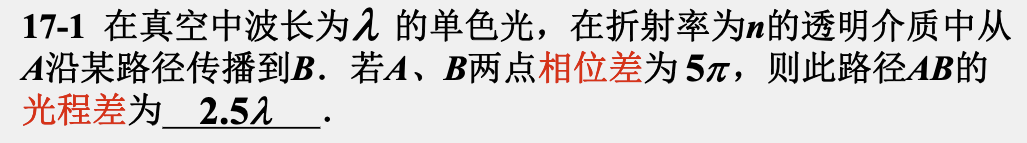 17-1 在真空中波长为λ 的单色光，在折射率为n的透明介质中从
A沿某路径传播到B．若A、B两点相位差为 5π，则此路径AB的
光程差为 2.5λ ．